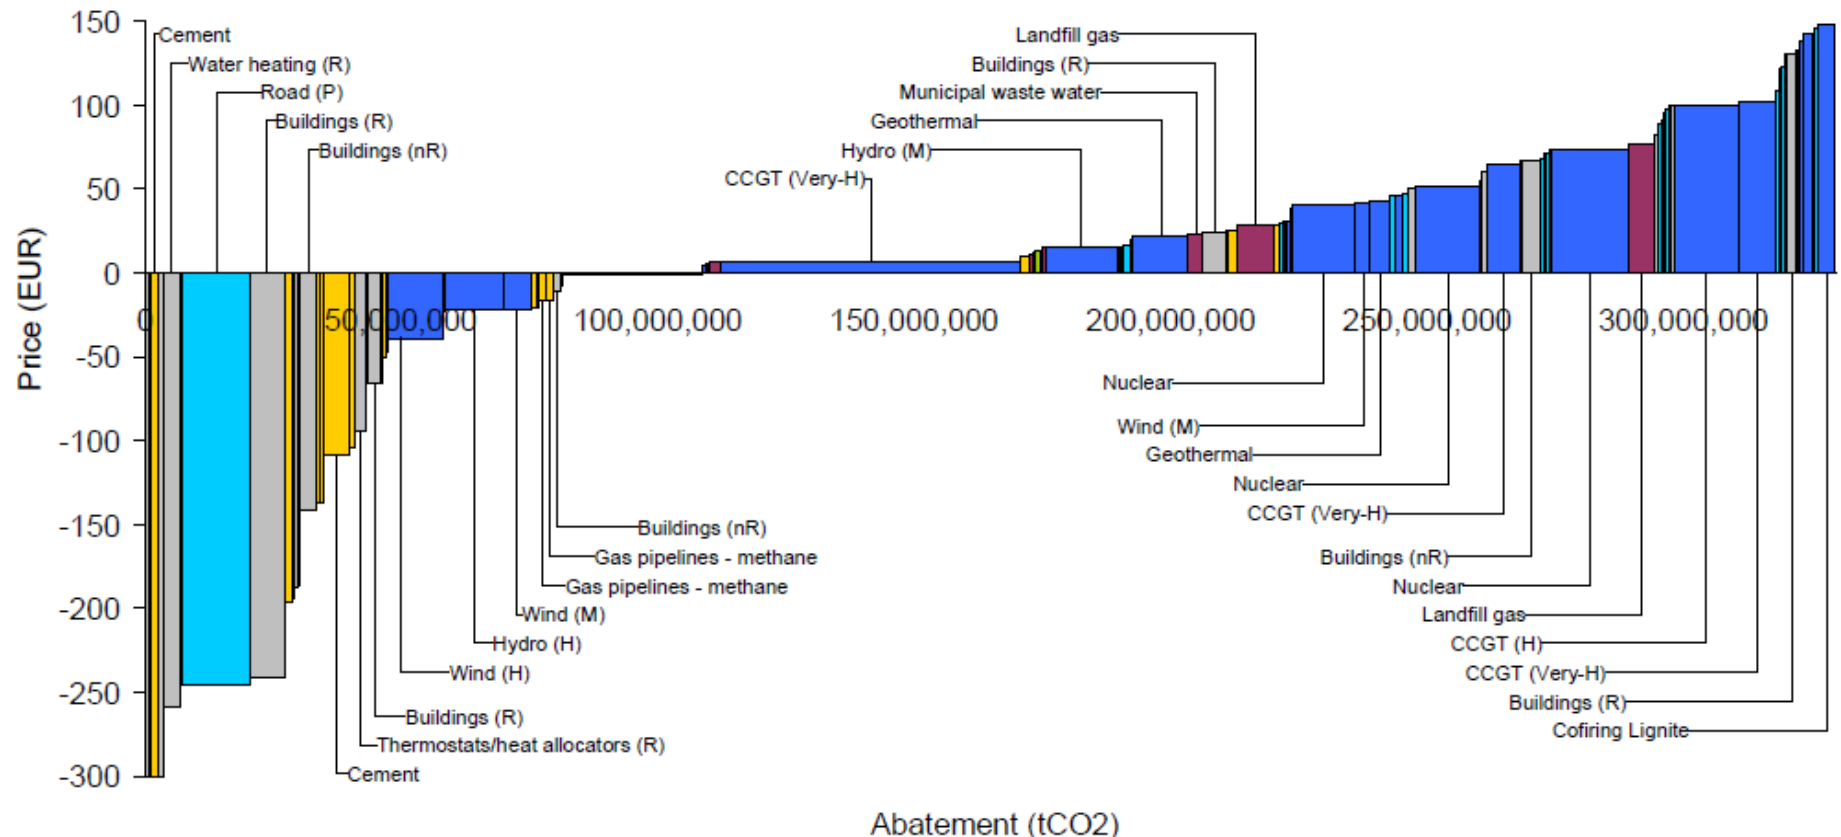 150
Cement
Landfill gas
Water heating (R)
Buildings (R)
Road (P)
Municipal waste water
100
Buildings (R)
Geothermal
Buildings (nR)
Hydro (M)
CCGT (Very-H)
50
0
0
50,000,000
100,000,000
150,000,000
200,000,000
250,000,000
300,000,000
Price (EUR)
-50
Nuclear
Wind (M)
-100
Geothermal
Nuclear
CCGT (Very-H)
-150
Buildings (nR)
Gas pipelines - methane
Buildings (nR)
Gas pipelines - methane
Nuclear
-200
Wind (M)
Landfill gas
Hydro (H)
CCGT (H)
Wind (H)
CCGT (Very-H)
-250
Buildings (R)
Buildings (R)
Cofiring Lignite
Thermostats/heat allocators (R)
-300
Cement
Abatement (tCO2)